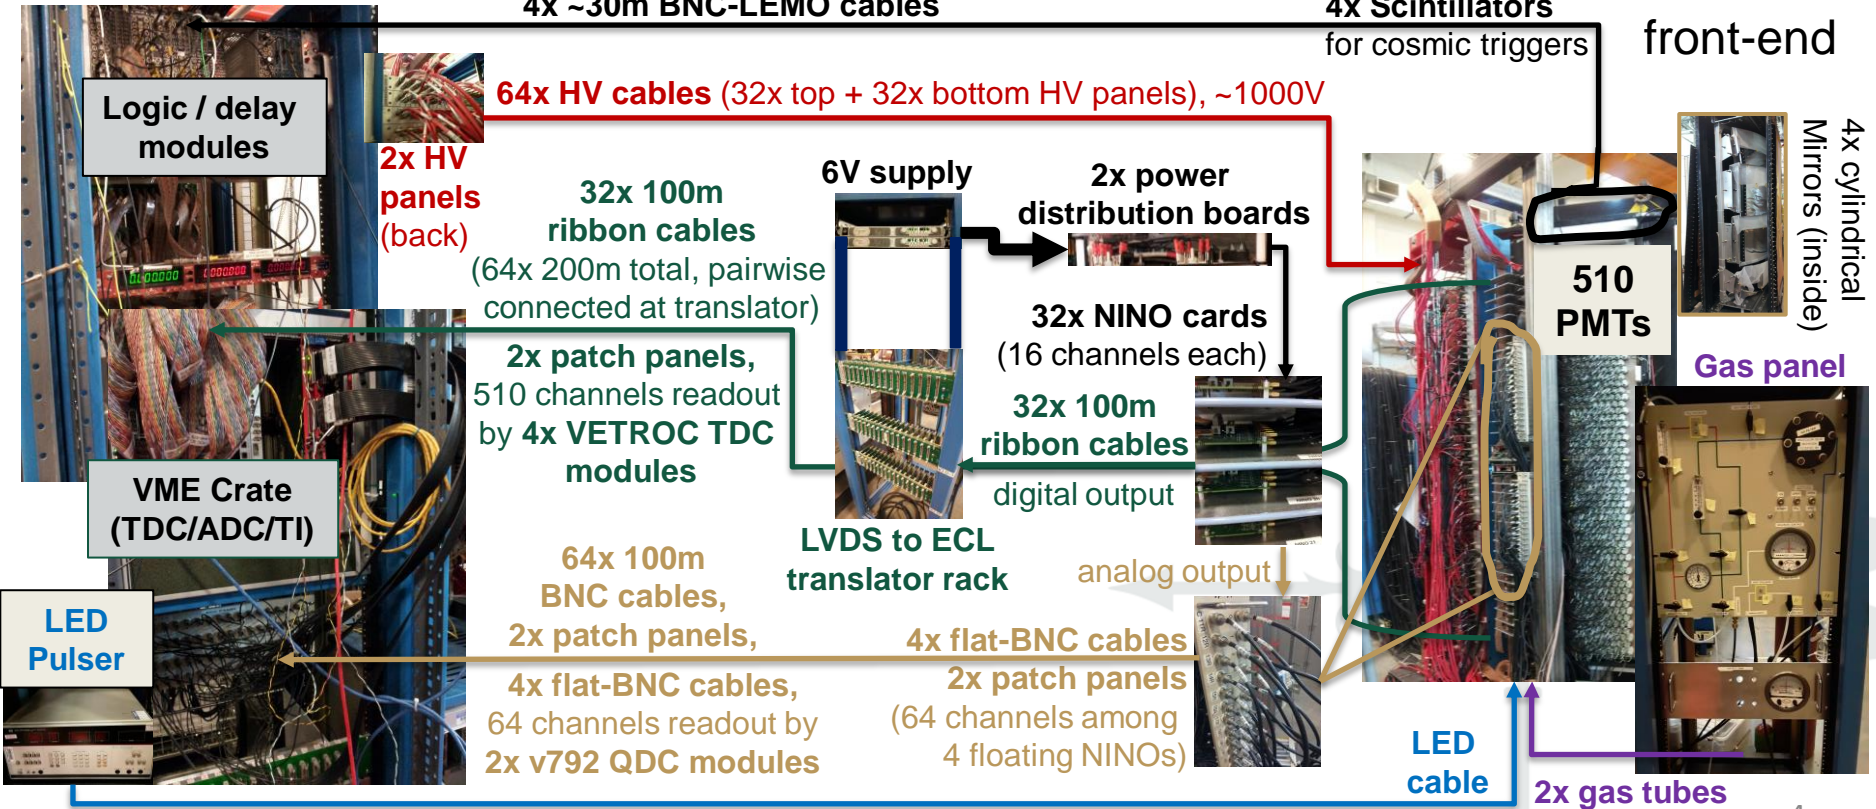 4x ~30m BNC-LEMO cables
4x Scintillators
for cosmic triggers
front-end
Logic / delay
modules
64x HV cables (32x top + 32x bottom HV panels), ~1000V
2x HV
panels
(back)
32x 100m
ribbon cables
(64x 200m total, pairwise
connected at translator)
6V supply
2x power
distribution boards
4x cylindrical
Mirrors (inside)
510
PMTs
32x NINO cards
(16 channels each)
Gas panel
2x patch panels,
510 channels readout
by 4x VETROC TDC
modules
32x 100m
ribbon cables
digital output
VME Crate
(TDC/ADC/TI)
LVDS to ECL
translator rack
64x 100m
BNC cables,
2x patch panels,
4x flat-BNC cables,
64 channels readout by
2x v792 QDC modules
analog output
4x flat-BNC cables
2x patch panels
(64 channels among
4 floating NINOs)
LED
Pulser
LED
cable
2x gas tubes